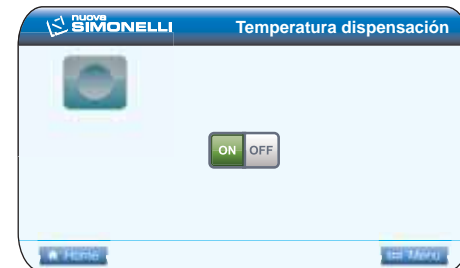 nuova
SIMONELLI
Temperatura dispensación
ON OFF
Home
Menu